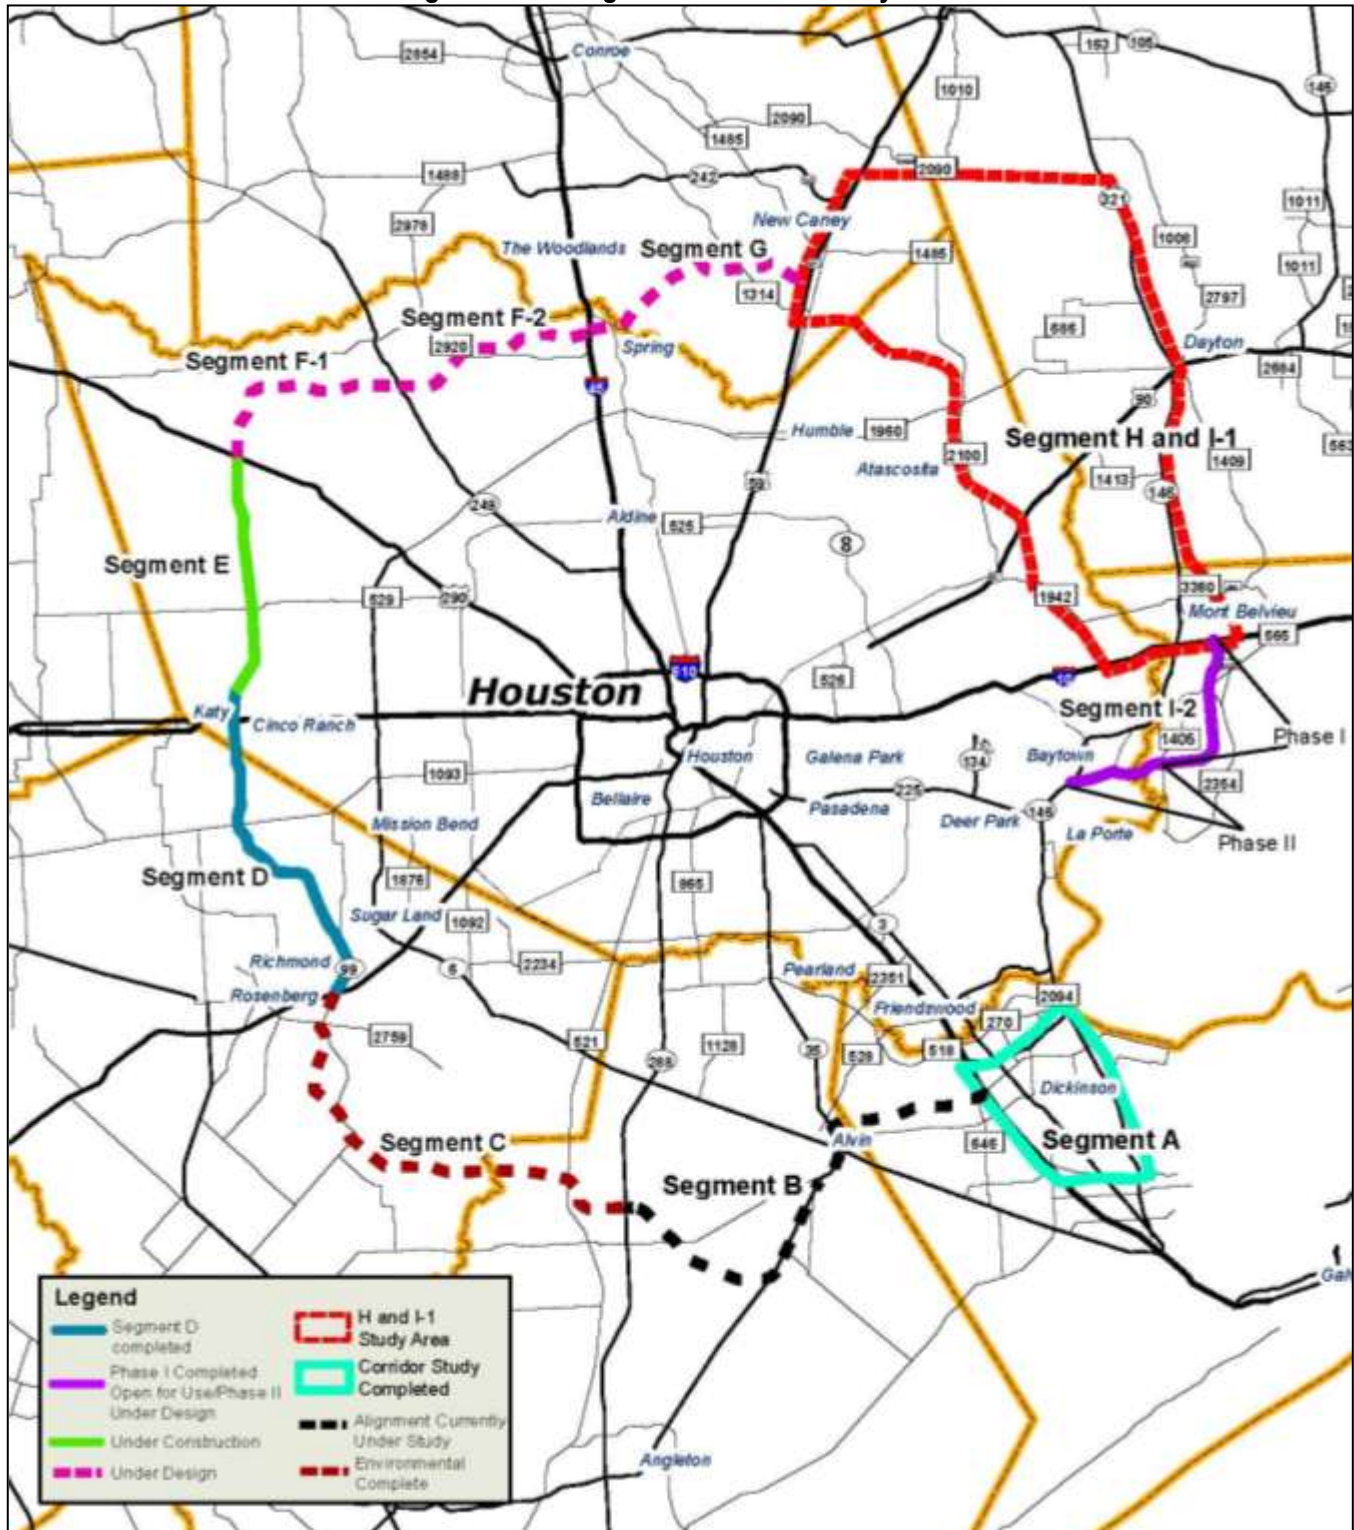 Conroe
163
105
2854
146
1010
2090
1485
1488
242
2090
321
1011
New Caney
2978
1006
The Woodlands
Segment G
1485
1011
1314
2797
Segment F-2
686
2920
Spring
Dayton
Segment F-1
45
2684
90
Humble
1960
Segment H and I-1
2100
Atascosita
1409
563
1413
59
146
249
Aldine
525
8
Segment E
529
290
1942
3360
Mont Belvieu
565
610
526
Houston
10
Katy
Cinco Ranch
Segment I-2
1405
Phase I
Houston
Galena Park
Baytown
134
1093
2354
Bellaire
225
Pasadena
Deer Park
146
La Porte
Mission Bend
Phase II
Segment D
1876
865
Sugar Land
1092
3
Richmond
99
6
2234
Pearland
2351
Rosenberg
2094
Friendswood
270
2759
521
288
1128
35
528
518
Dickinson
Segment C
Alvin
646
Segment A
Segment B
Legend
Segment D
completed
Phase I Completed
Open for Use/Phase II
Under Design
Under Construction
Under Design
H and I-1
Study Area
Corridor Study
Completed
Alignment Currently
Under Study
Environmental
Complete
Angleton